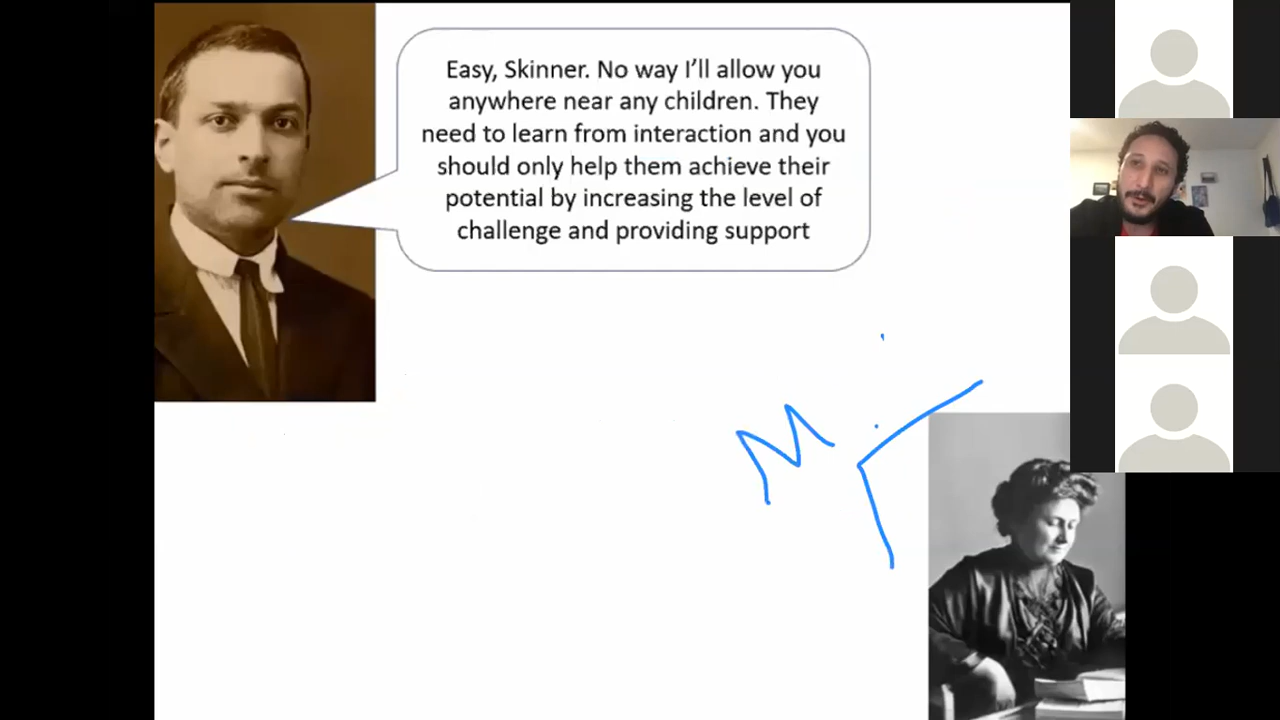 Easy, Skinner. No way I'll allow you
anywhere near any children. They
need to learn from interaction and you
should only help them achieve their
potential by increasing the level of
challenge and providing support
M